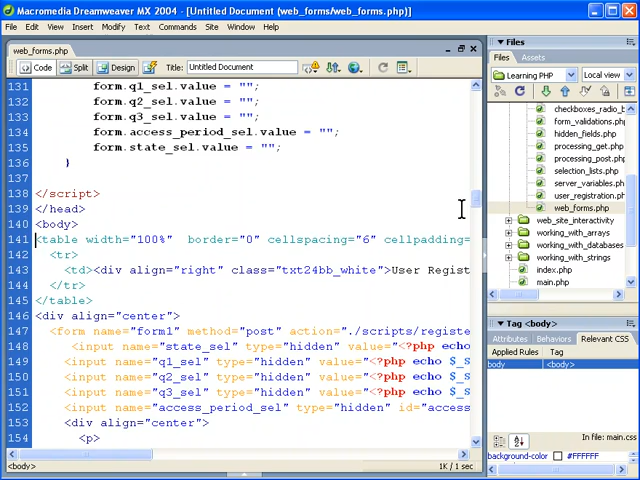 Macromedia Dreamweaver MX 2004 - [Untitled Document (web_forms/web_forms.php)]
File Edit View Insert Modify Text Commands Site Window Help
web_forms.php
Code Split Design Title: Untitled Document
131 form.q1_sel.value = "";
132 form.q2_sel.value = "";
133 form.q3_sel.value = "";
134 form.access_period_sel.value = "";
135 form.state_sel.value = "";
136 }
137
138 </script>
139 </head>
140 <body>
141 <table width="100%" border="0" cellspacing="6" cellpadding=
142 <tr>
143 <td><div align="right" class="txt24bb_white">User Regist
144 </tr>
145 </table>
146 <div align="center">
147 <form name="form1" method="post" action="./scripts/registe
148 <input name="state_sel" type="hidden" value="<?php echo
149 <input name="q1_sel" type="hidden" value="<?php echo $_S
150 <input name="q2_sel" type="hidden" value="<?php echo $_S
151 <input name="q3_sel" type="hidden" value="<?php echo $_S
152 <input name="access_period_sel" type="hidden" id="access
153 <div align="center">
154 <p>
<body> 1K / 1 sec
Files
Files Assets
Learning PHP Local view
checkboxes_radio_b
form_validations.php
hidden_fields.php
processing_get.php
processing_post.php
selection_lists.php
server_variables.php
user_registration.php
web_forms.php
web_site_interactivity
working_with_arrays
working_with_databases
working_with_strings
index.php
main.php
Tag <body>
Attributes Behaviors Relevant CSS
Applied Rules Tag
body <body>
In file: main.css
background-color #FFFFFF